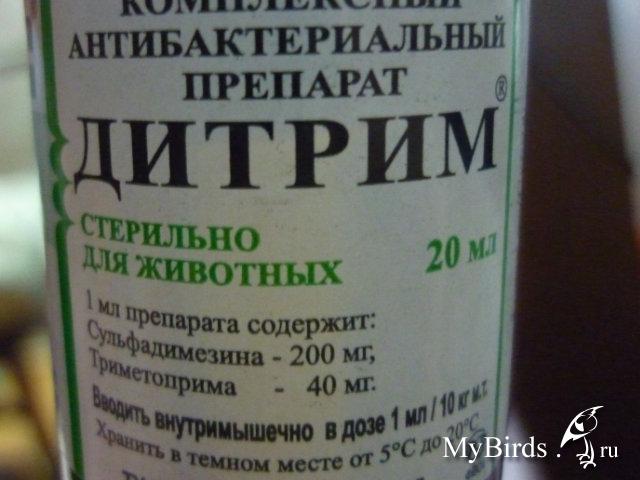 КОМПЛЕКСНЫЙ
АНТИБАКТЕРИАЛЬНЫЙ
ПРЕПАРАТ
ДИТРИМ®
СТЕРИЛЬНО
ДЛЯ ЖИВОТНЫХ 20 мл
1 мл препарата содержит:
Сульфадимезина - 200 мг,
Триметоприма - 40 мг.
Вводить внутримышечно в дозе 1 мл / 10 кг м.т.
Хранить в темном месте от 5°С до 20°С
MyBirds.ru